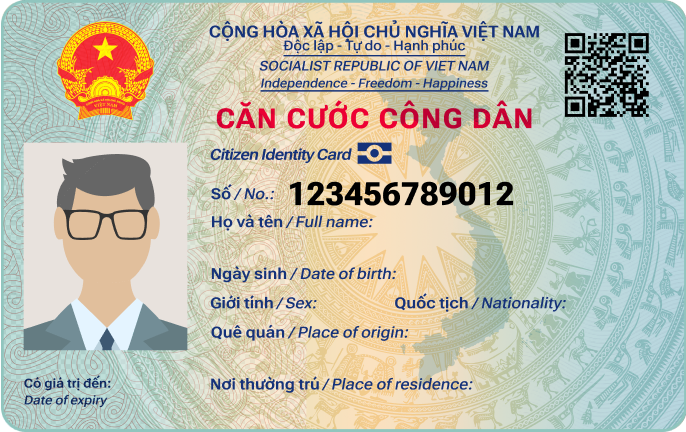 CỘNG HÒA XÃ HỘI CHỦ NGHĨA VIỆT NAM
Độc lập - Tự do - Hạnh phúc
SOCIALIST REPUBLIC OF VIET NAM
Independence - Freedom - Happiness
CĂN CƯỚC CÔNG DÂN
Citizen Identity Card
Số / No.: 123456789012
Họ và tên / Full name:
Ngày sinh / Date of birth:
Giới tính / Sex: Quốc tịch / Nationality:
Quê quán / Place of origin:
Có giá trị đến:
Date of expiry
Nơi thường trú / Place of residence: